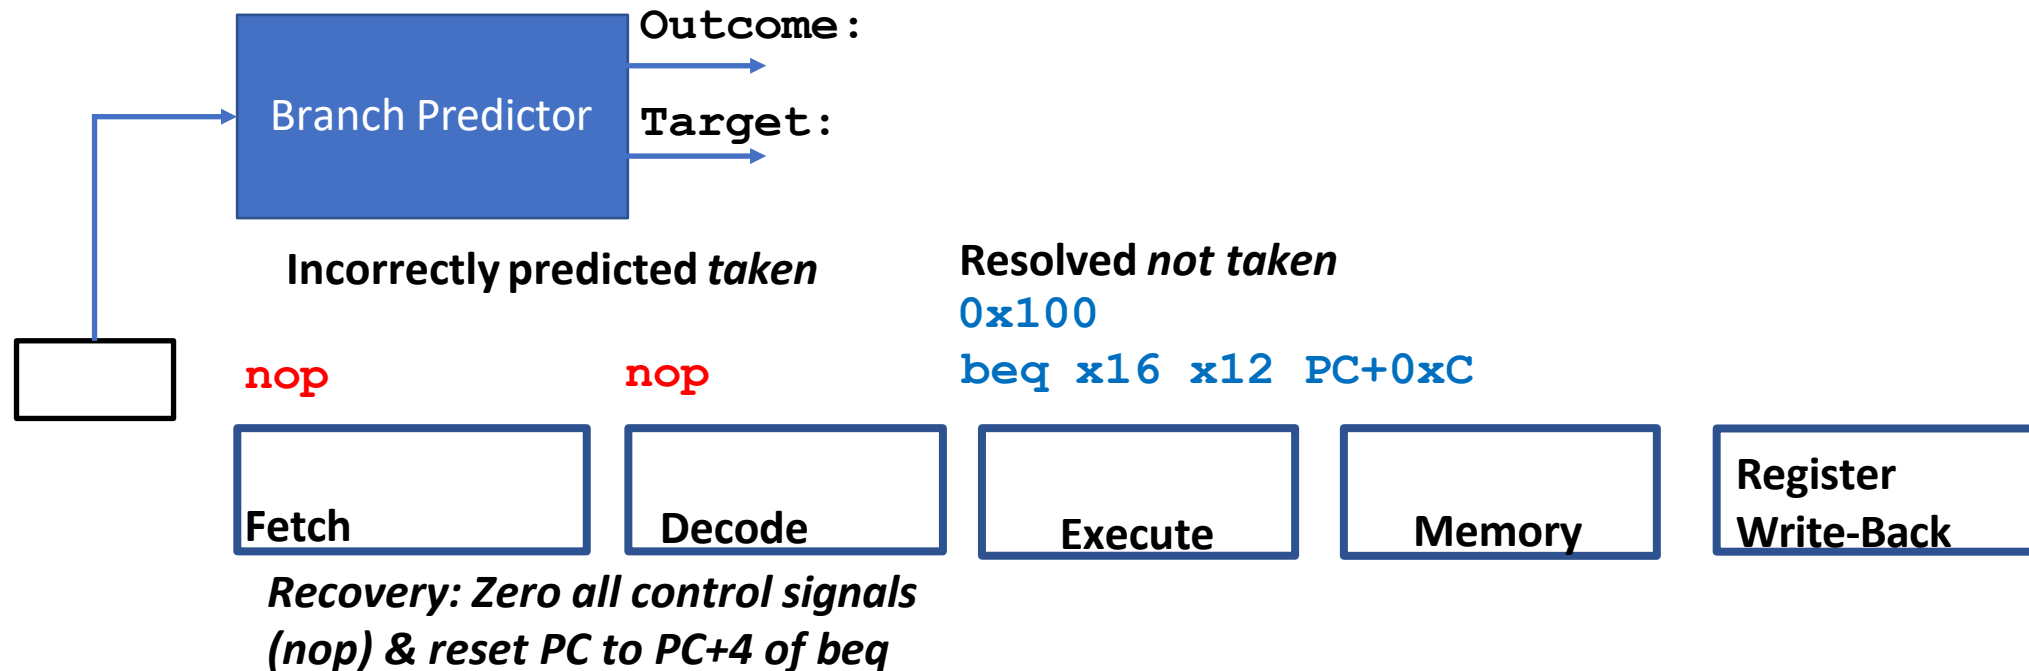 Outcome:
Branch Predictor
Target:
Incorrectly predicted taken
Resolved not taken
0x100
nop
nop
beq x16 x12 PC+0xC
Fetch
Decode
Execute
Memory
Register
Write-Back
Recovery: Zero all control signals
(nop) & reset PC to PC+4 of beq